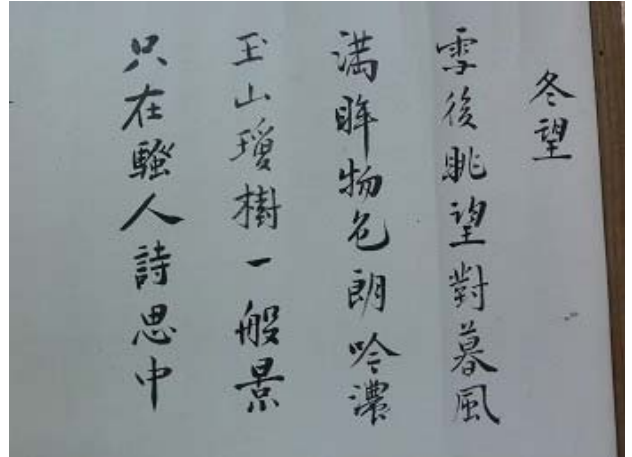 冬望
雪後眺望對暮風
満眸物色朗吟濃
玉山瓊樹一般景
只在騷人詩思中